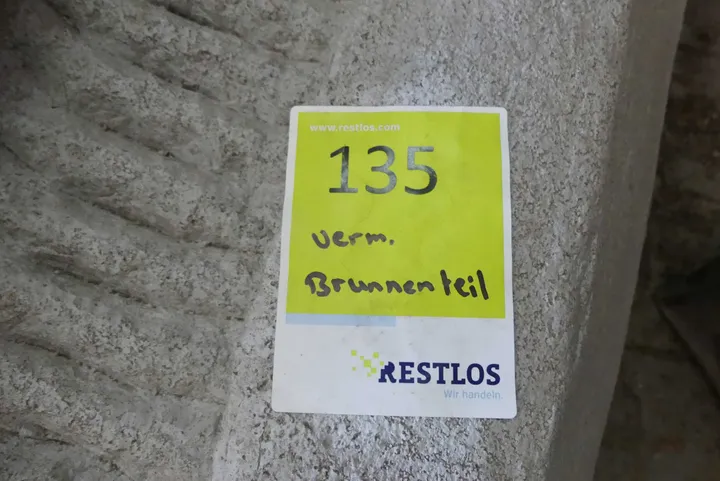 www.restlos.com
135
verm.
Brunnenteil
RESTLOS
Wir handeln.